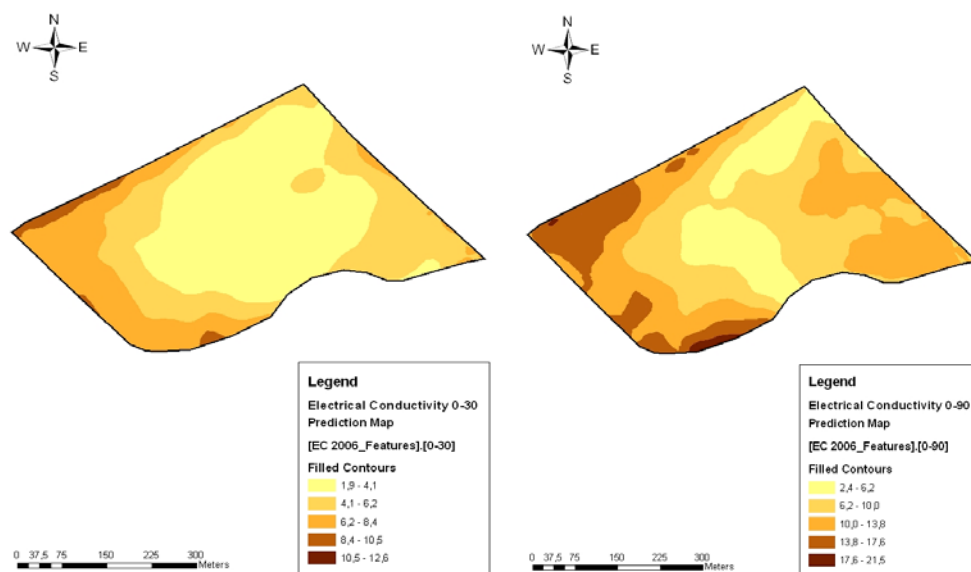 N
W E
S
Legend
Electrical Conductivity 0-30
Prediction Map
[EC 2006_Features].[0-30]
Filled Contours
1,9 - 4,1
4,1 - 6,2
6,2 - 8,4
8,4 - 10,5
10,5 - 12,6
0 37,5 75 150 225 300
Meters
N
W E
S
Legend
Electrical Conductivity 0-90
Prediction Map
[EC 2006_Features].[0-90]
Filled Contours
2,4 - 6,2
6,2 - 10,0
10,0 - 13,8
13,8 - 17,6
17,6 - 21,5
0 37,5 75 150 225 300
Meters